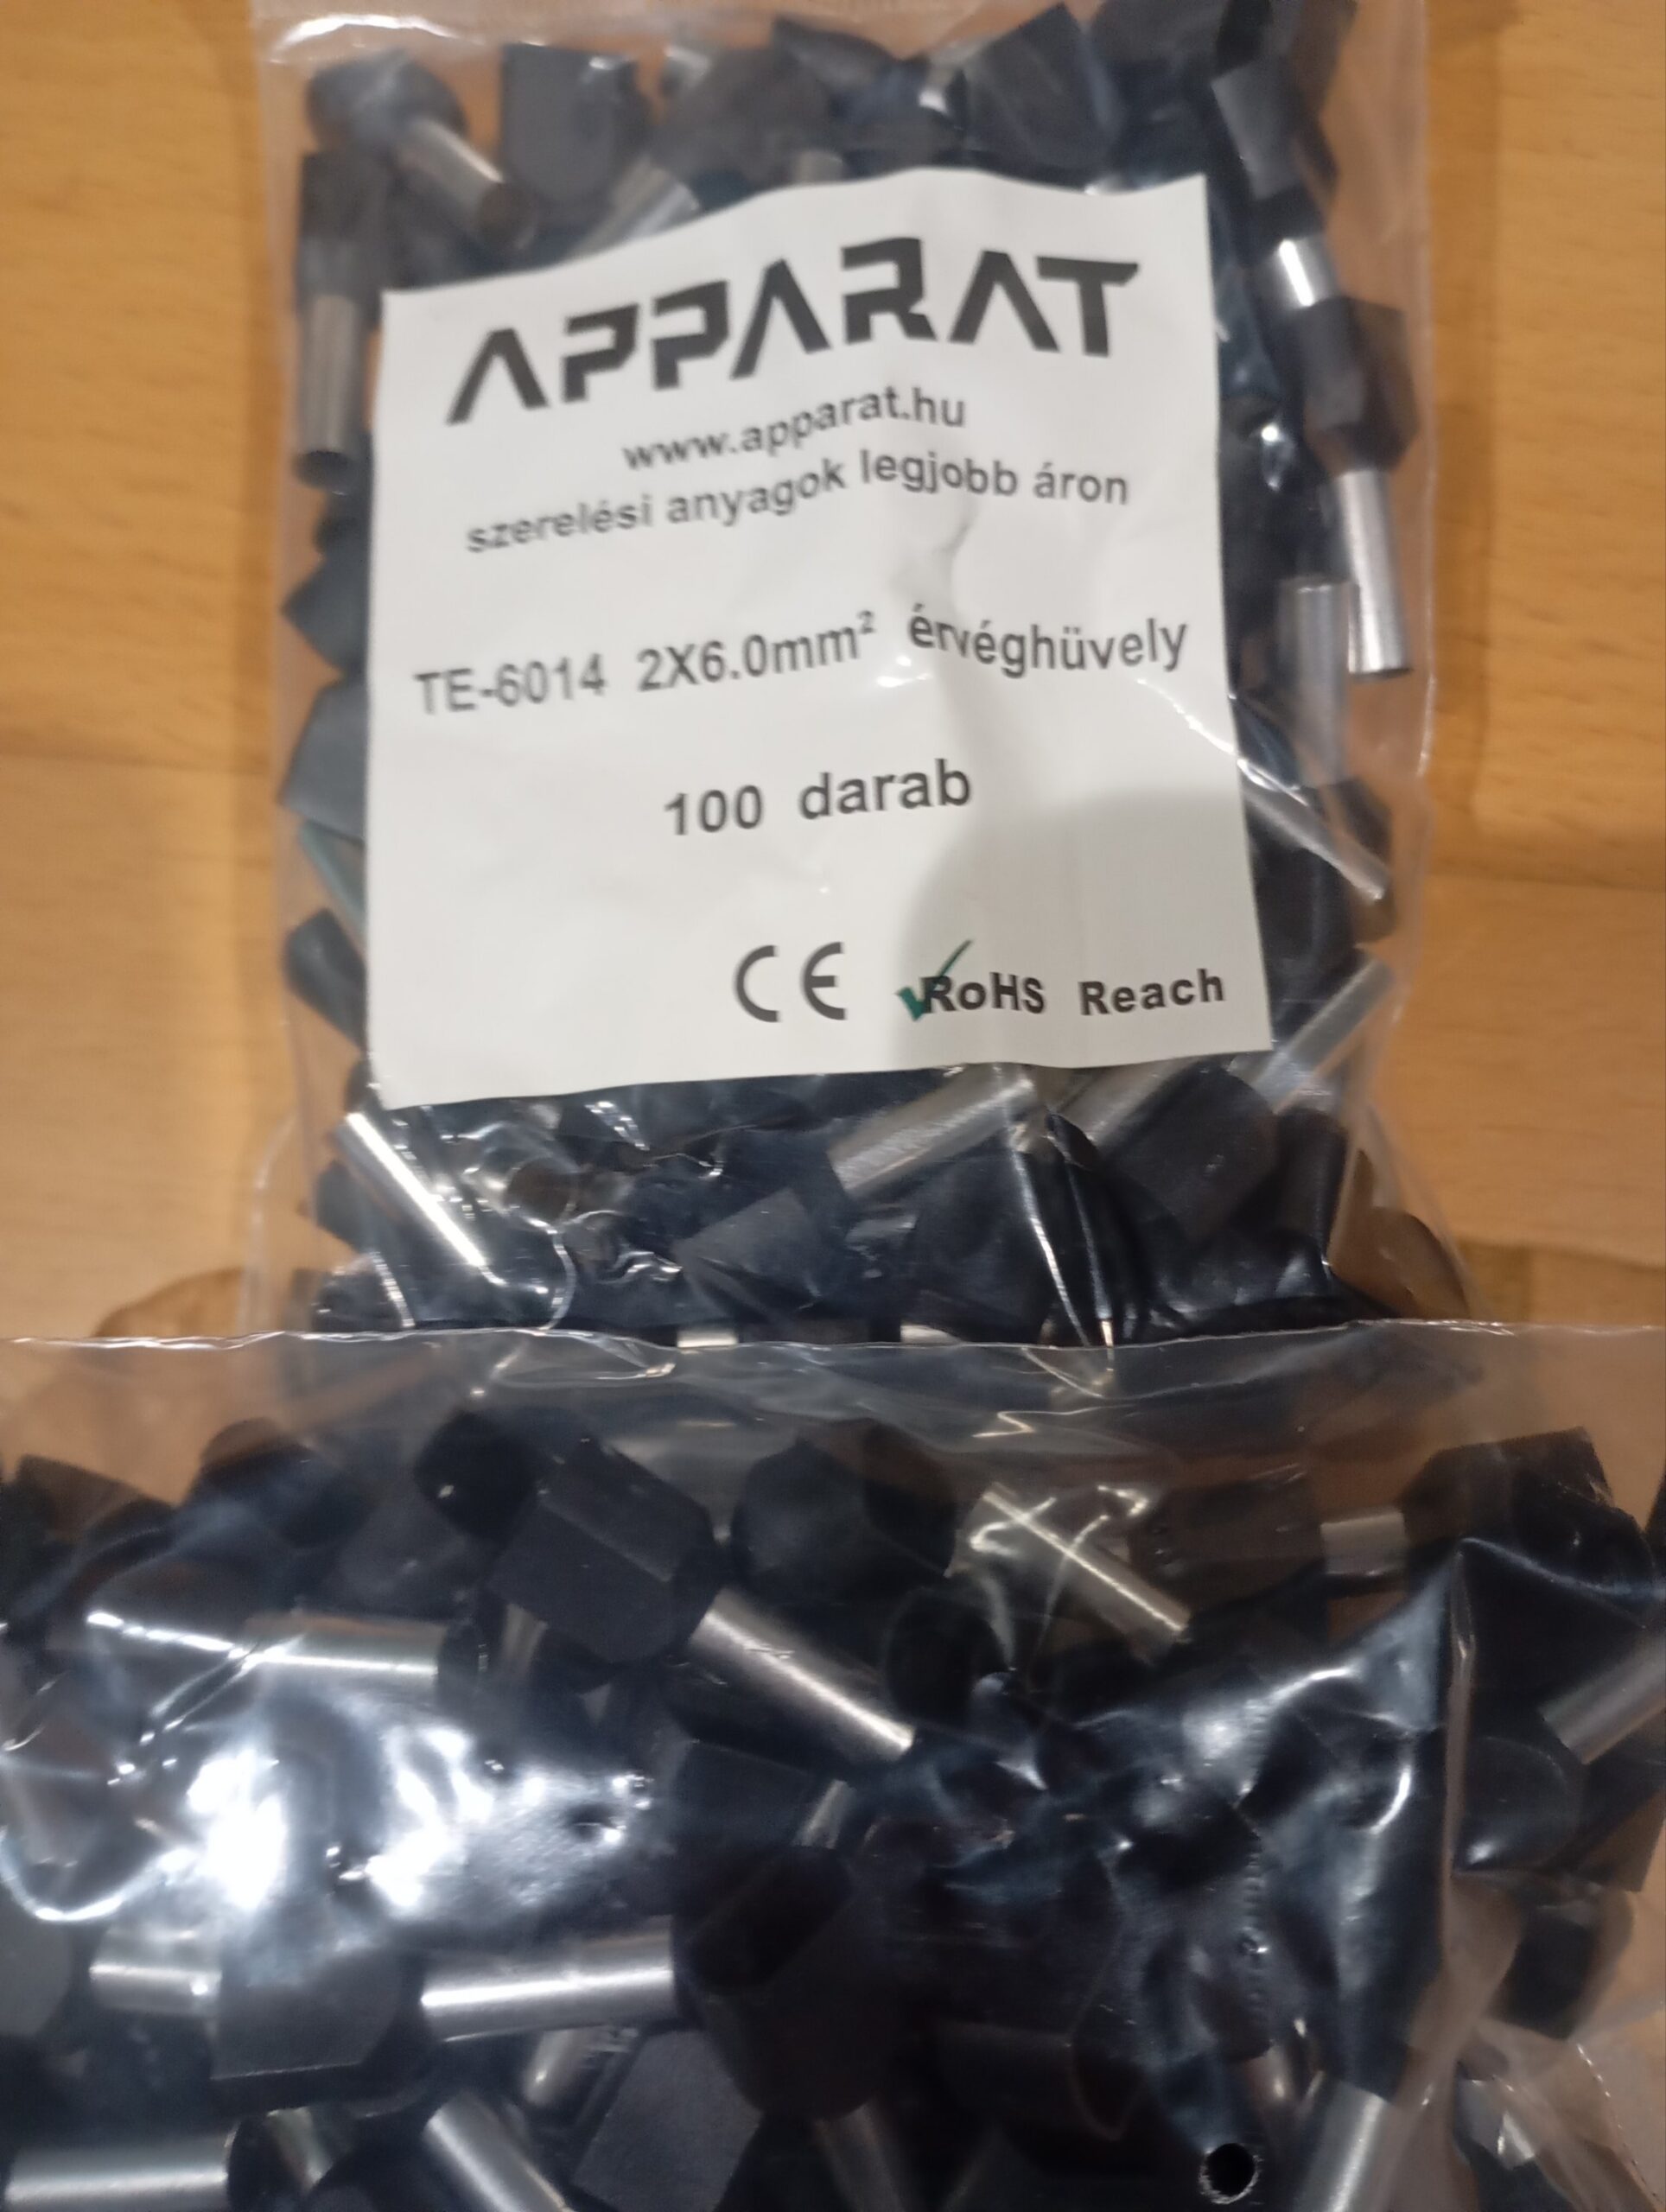 APPARAT
www.apparat.hu
szerelési anyagok legjobb áron
TE-6014 2X6.0mm² érvéghüvely
100 darab
CE RoHS Reach